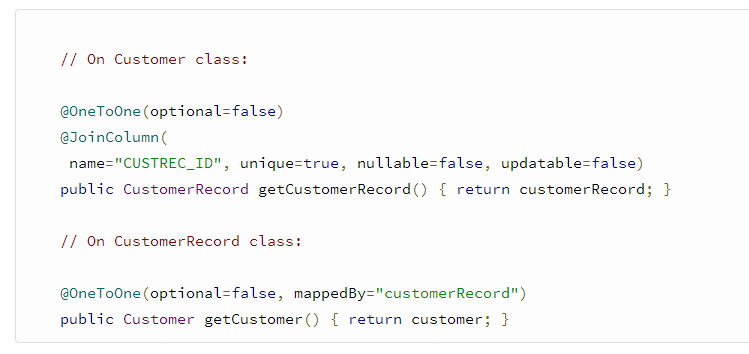 // On Customer class:
@OneToOne(optional=false)
@JoinColumn(
name="CUSTREC_ID", unique=true, nullable=false, updatable=false)
public CustomerRecord getCustomerRecord() { return customerRecord; }
// On CustomerRecord class:
@OneToOne(optional=false, mappedBy="customerRecord")
public Customer getCustomer() { return customer; }